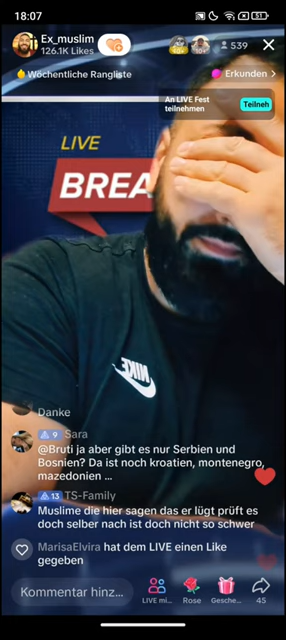 18:07
51
Ex_muslim
126.1K Likes
539
Wöchentliche Rangliste
Erkunden
An LIVE Fest
teilnehmen
Teilneh
LIVE
BREA
NIKE
Danke
9 Sara
@Bruti ja aber gibt es nur Serbien und
Bosnien? Da ist noch kroatien, montenegro,
mazedonien ...
13 TS-Family
Muslime die hier sagen das er lügt prüft es
doch selber nach ist doch nicht so schwer
MarisaElvira hat dem LIVE einen Like
gegeben
Kommentar hinz...
LIVE mi...
Rose
Gesche...
45